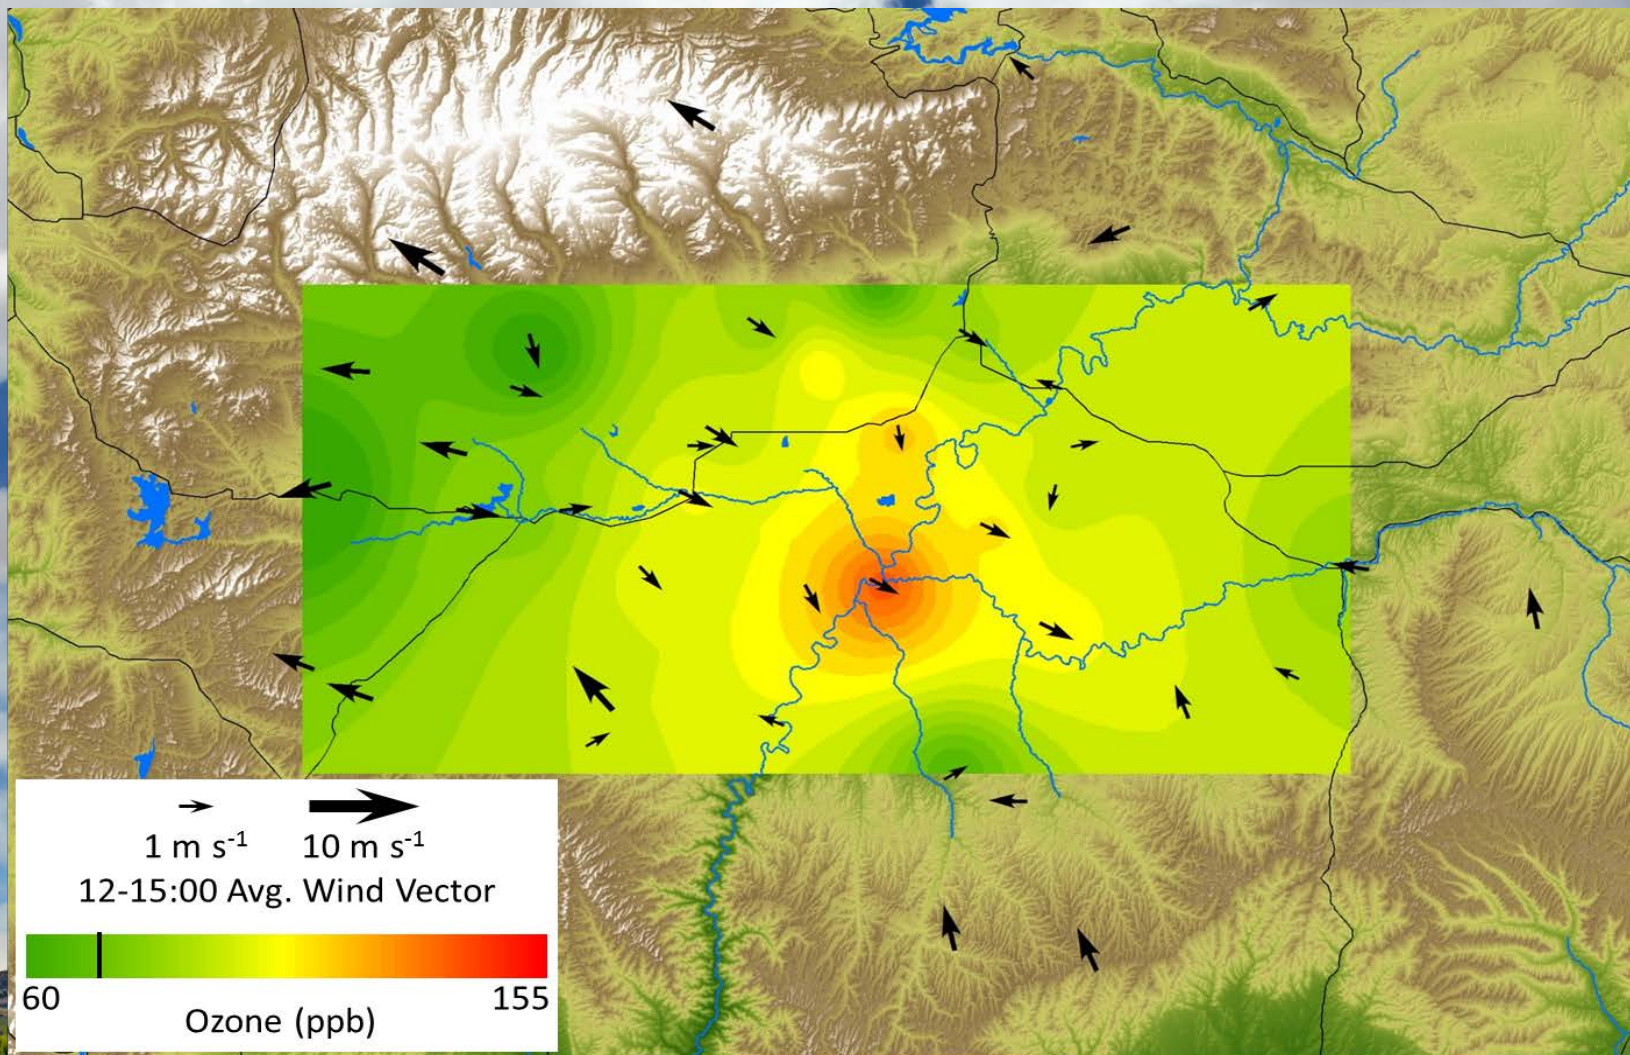 1 m s-1 10 m s-1
12-15:00 Avg. Wind Vector
60 155
Ozone (ppb)